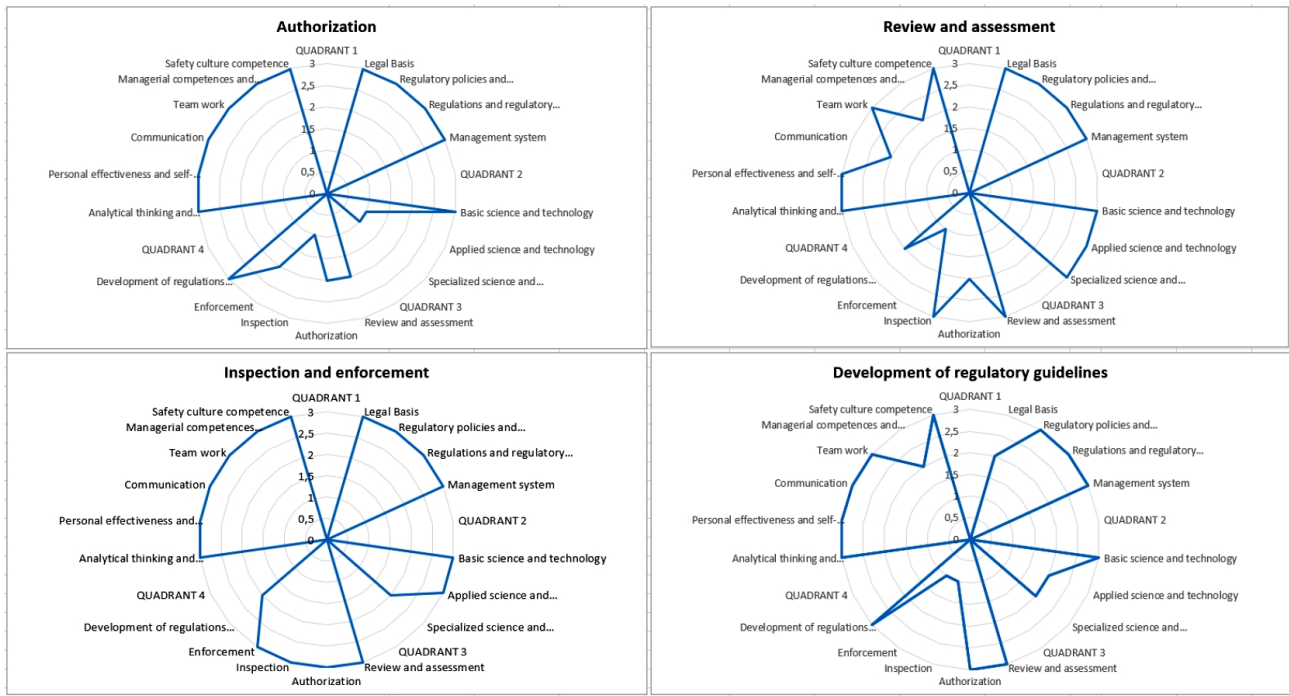 Authorization
QUADRANT 1
Safety culture competence
Legal Basis
Managerial competences and...
Regulatory policies and...
Team work
Regulations and regulatory...
Communication
Management system
Personal effectiveness and self-...
QUADRANT 2
Analytical thinking and...
Basic science and technology
QUADRANT 4
Applied science and technology
Development of regulations...
Specialized science and...
Enforcement
QUADRANT 3
Inspection
Review and assessment
Authorization
3
2,5
2
1,5
1
0,5
0
Review and assessment
QUADRANT 1
Safety culture competence
Legal Basis
Managerial competences and...
Regulatory policies and...
Team work
Regulations and regulatory...
Communication
Management system
Personal effectiveness and self-...
QUADRANT 2
Analytical thinking and...
Basic science and technology
QUADRANT 4
Applied science and technology
Development of regulations...
Specialized science and...
Enforcement
QUADRANT 3
Inspection
Review and assessment
Authorization
3
2,5
2
1,5
1
0,5
0
Inspection and enforcement
QUADRANT 1
Safety culture competence
Legal Basis
Managerial competences...
Regulatory policies and...
Team work
Regulations and regulatory...
Communication
Management system
Personal effectiveness and...
QUADRANT 2
Analytical thinking and...
Basic science and technology
QUADRANT 4
Applied science and...
Development of regulations...
Specialized science and...
Enforcement
QUADRANT 3
Inspection
Review and assessment
Authorization
3
2,5
2
1,5
1
0,5
0
Development of regulatory guidelines
QUADRANT 1
Safety culture competence
Legal Basis
Managerial competences and...
Regulatory policies and...
Team work
Regulations and regulatory...
Communication
Management system
Personal effectiveness and self-...
QUADRANT 2
Analytical thinking and...
Basic science and technology
QUADRANT 4
Applied science and technology
Development of regulations...
Specialized science and...
Enforcement
QUADRANT 3
Inspection
Review and assessment
Authorization
3
2,5
2
1,5
1
0,5
0